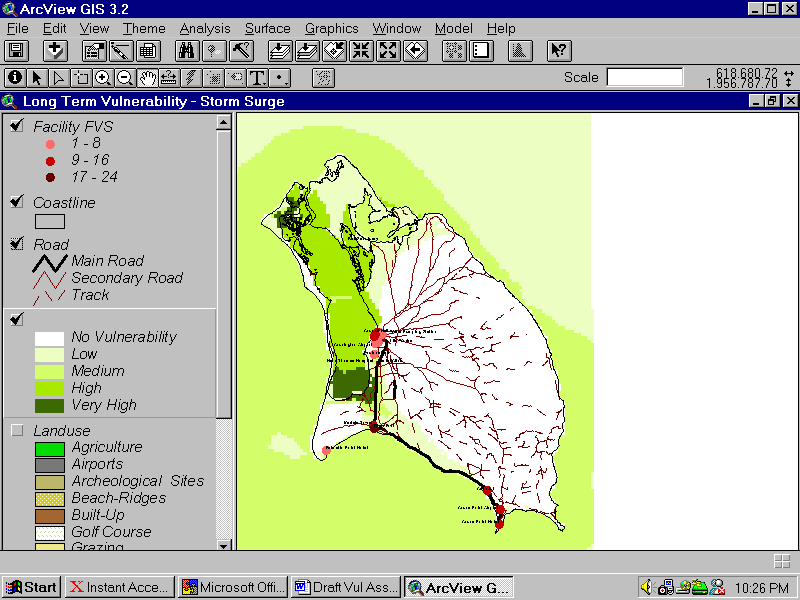 ArcView GIS 3.2
File Edit View Theme Analysis Surface Graphics Window Model Help
Scale
618,680.72
1,956,787.70
Long Term Vulnerability - Storm Surge
Facility FVS
1 - 8
9 - 16
17 - 24
Coastline
Road
Main Road
Secondary Road
Track
No Vulnerability
Low
Medium
High
Very High
Landuse
Agriculture
Airports
Archeological Sites
Beach-Ridges
Built-Up
Golf Course
Grazing
Start
Instant Acce...
Microsoft Offi...
Draft Vul Ass...
ArcView G...
10:26 PM